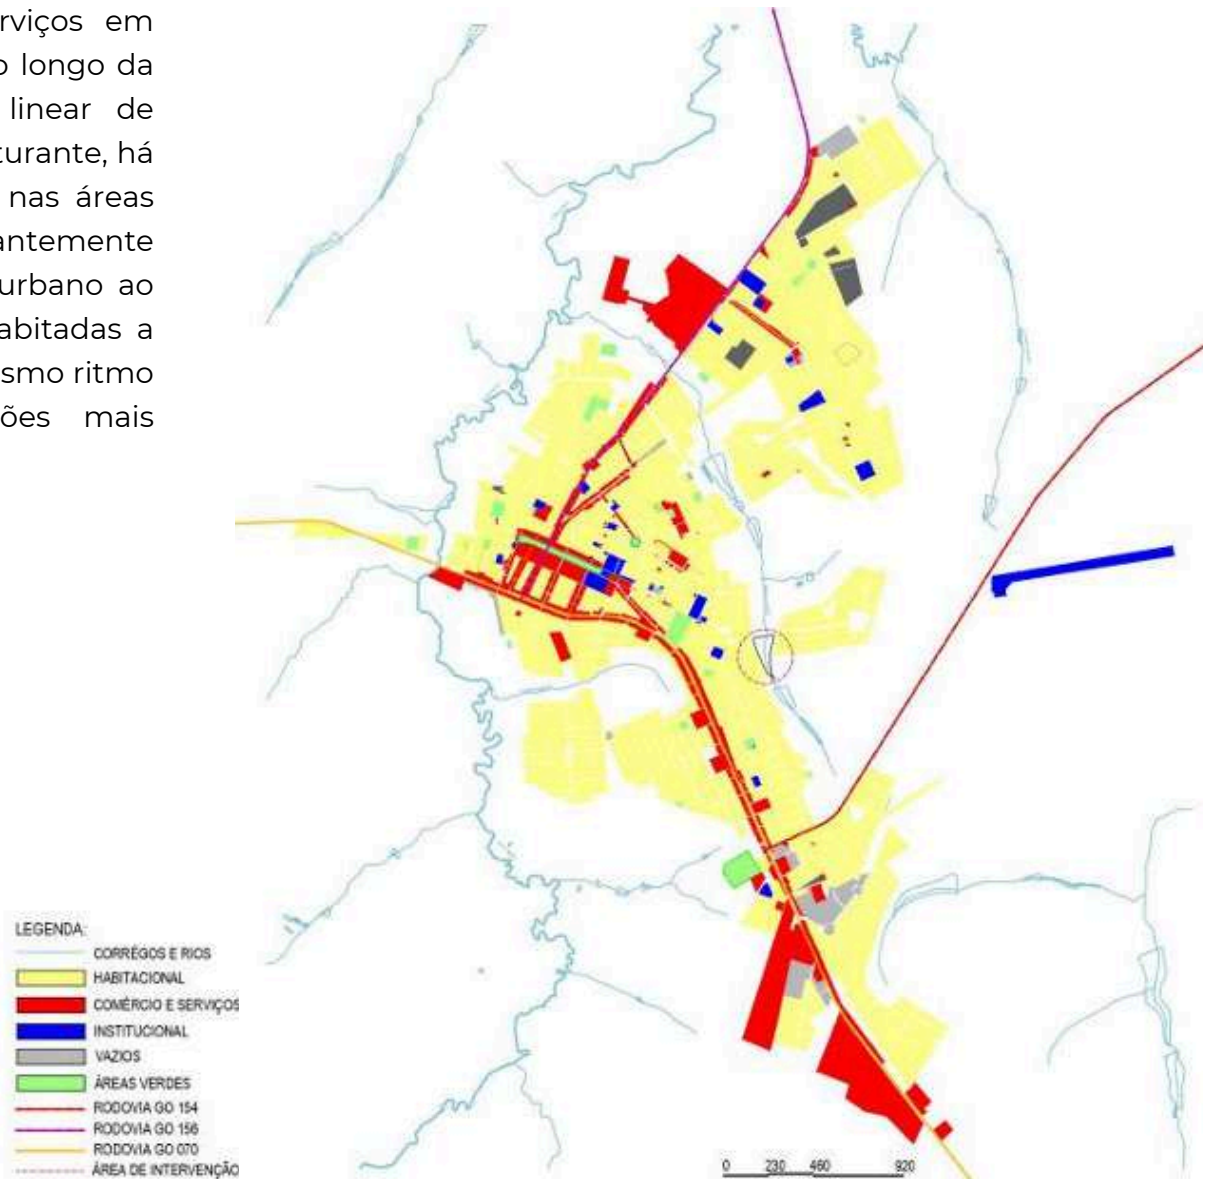 rviços em
o longo da
linear de
turante, há
nas áreas
antemente
urbano ao
abitadas a
smo ritmo
ões mais
LEGENDA:
CORRÉGOS E RIOS
HABITACIONAL
COMÉRCIO E SERVIÇOS
INSTITUCIONAL
VAZIOS
ÁREAS VERDES
RODOVIA GO 154
RODOVIA GO 156
RODOVIA GO 070
ÁREA DE INTERVENÇÃO
0 230 460 920